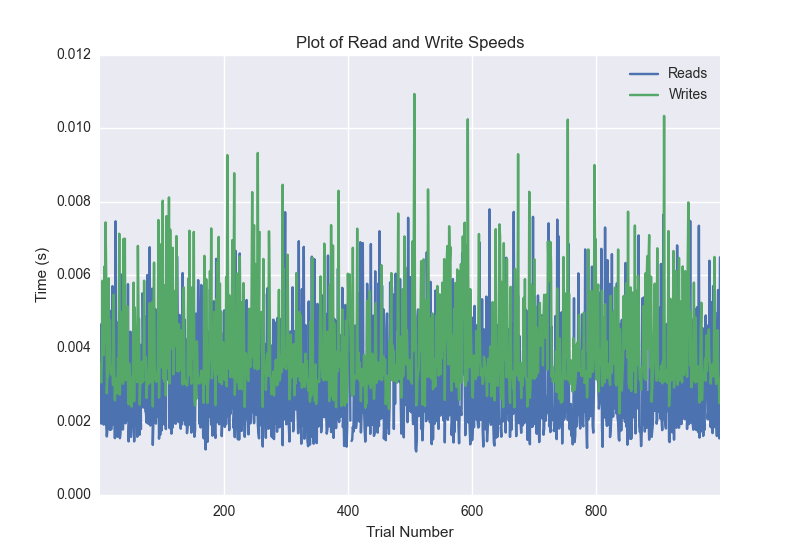 Plot of Read and Write Speeds
0.012
0.010
0.008
0.006
0.004
0.002
0.000
Time (s)
Reads
Writes
200
400
600
800
Trial Number